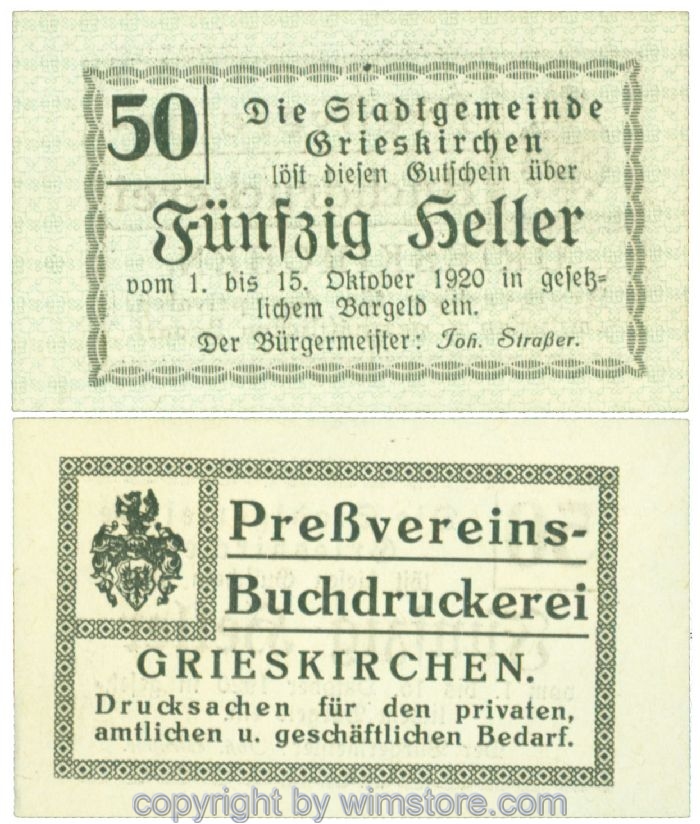 50
Die Stadtgemeinde
Grieskirchen
löst diesen Gutschein über
Fünfzig Heller
vom 1. bis 15. Oktober 1920 in gesetz=
lichem Bargeld ein.
Der Bürgermeister: Joh. Straßer.
Preßvereins-
Buchdruckerei
GRIESKIRCHEN.
Drucksachen für den privaten,
amtlichen u. geschäftlichen Bedarf.
copyright by wimstore.com